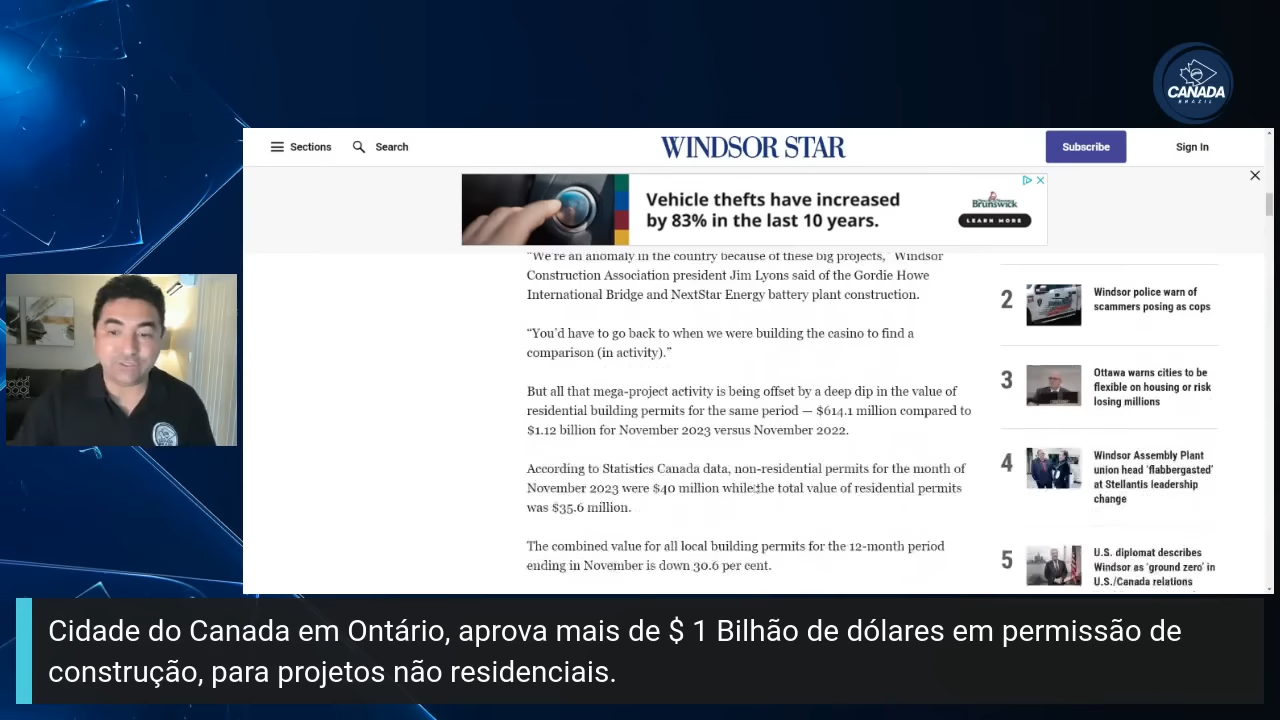 CANADA
BRAZIL
Sections
Search
WINDSOR STAR
Subscribe
Sign In
Vehicle thefts have increased
by 83% in the last 10 years.
Brunswick
LEARN MORE
"We're an anomaly in the country because of these big projects," Windsor
Construction Association president Jim Lyons said of the Gordie Howe
International Bridge and NextStar Energy battery plant construction.
“You’d have to go back to when we were building the casino to find a
comparison (in activity).”
But all that mega-project activity is being offset by a deep dip in the value of
residential building permits for the same period — $614.1 million compared to
$1.12 billion for November 2023 versus November 2022.
According to Statistics Canada data, non-residential permits for the month of
November 2023 were $40 million while the total value of residential permits
was $35.6 million.
The combined value for all local building permits for the 12-month period
ending in November is down 30.6 per cent.
2
Windsor police warn of
scammers posing as cops
3
Ottawa warns cities to be
flexible on housing or risk
losing millions
4
Windsor Assembly Plant
union head ‘flabbergasted’
at Stellantis leadership
change
5
U.S. diplomat describes
Windsor as ‘ground zero’ in
U.S./Canada relations
Cidade do Canada em Ontário, aprova mais de $ 1 Bilhão de dólares em permissão de
construção, para projetos não residenciais.